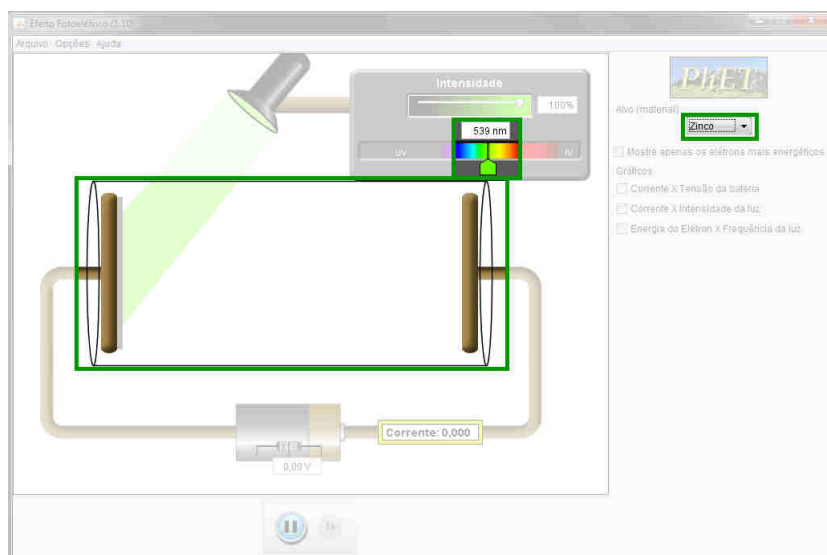 Efeito Fotoelétrico (1.10)
Arquivo Opções Ajuda
Intensidade
100%
539 nm
UV
IV
Corrente: 0,000
0,00 V
PhET
Alvo (material)
Zinco
Mostre apenas os elétrons mais energéticos
Gráficos
Corrente X Tensão da bateria
Corrente X Intensidade da luz
Energia do Elétron X Frequência da luz